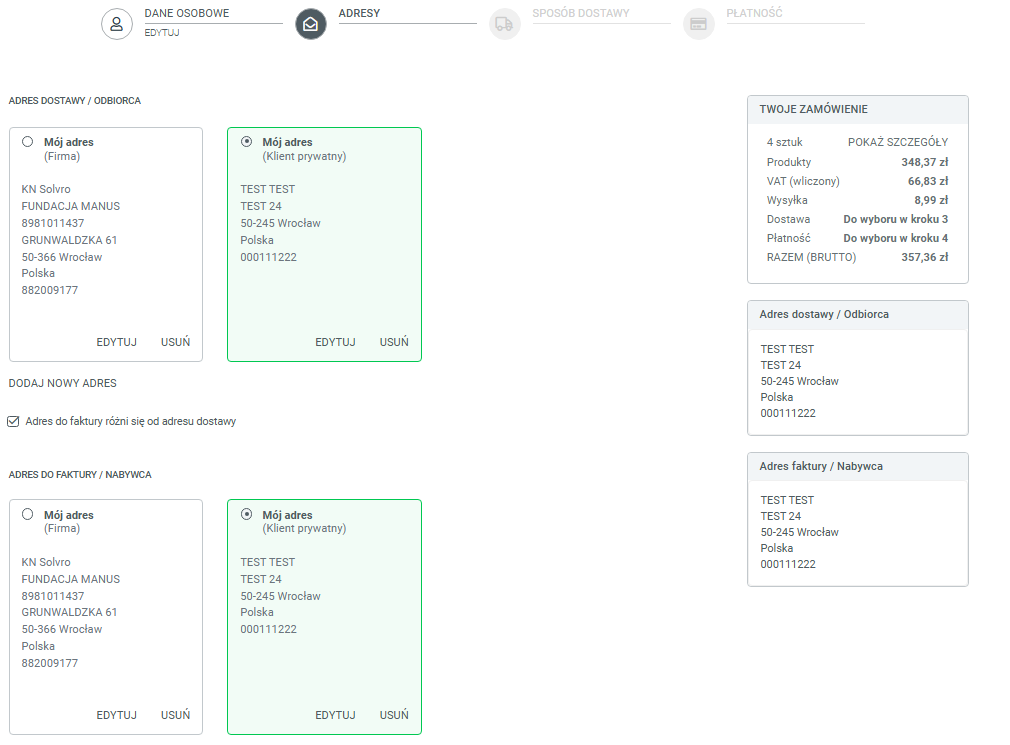 DANE OSOBOWE
EDYTUJ
ADRESY
SPOSÓB DOSTAWY
PŁATNOŚĆ
ADRES DOSTAWY / ODBIORCA
Mój adres
(Firma)
KN Solvro
FUNDACJA MANUS
8981011437
GRUNWALDZKA 61
50-366 Wrocław
Polska
882009177
EDYTUJ USUŃ
Mój adres
(Klient prywatny)
TEST TEST
TEST 24
50-245 Wrocław
Polska
000111222
EDYTUJ USUŃ
DODAJ NOWY ADRES
Adres do faktury różni się od adresu dostawy
ADRES DO FAKTURY / NABYWCA
Mój adres
(Firma)
KN Solvro
FUNDACJA MANUS
8981011437
GRUNWALDZKA 61
50-366 Wrocław
Polska
882009177
EDYTUJ USUŃ
Mój adres
(Klient prywatny)
TEST TEST
TEST 24
50-245 Wrocław
Polska
000111222
EDYTUJ USUŃ
TWOJE ZAMÓWIENIE
4 sztuk POKAŻ SZCZEGÓŁY
Produkty 348,37 zł
VAT (wliczony) 66,83 zł
Wysyłka 8,99 zł
Dostawa Do wyboru w kroku 3
Płatność Do wyboru w kroku 4
RAZEM (BRUTTO) 357,36 zł
Adres dostawy / Odbiorca
TEST TEST
TEST 24
50-245 Wrocław
Polska
000111222
Adres faktury / Nabywca
TEST TEST
TEST 24
50-245 Wrocław
Polska
000111222